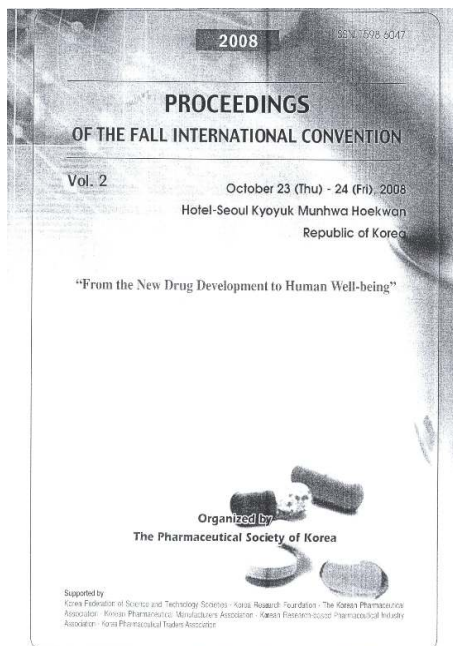 2008
ISSN 1598-6047
PROCEEDINGS
OF THE FALL INTERNATIONAL CONVENTION
Vol. 2
October 23 (Thu) - 24 (Fri), 2008
Hotel-Seoul Kyoyuk Munhwa Hoekwan
Republic of Korea
“From the New Drug Development to Human Well-being”
Organized by
The Pharmaceutical Society of Korea
Supported by
Korea Federation of Science and Technology Societies · Korea Research Foundation · The Korean Pharmaceutical
Association · Korean Pharmaceutical Manufacturers Association · Korean Research-based Pharmaceutical Industry
Association · Korea Pharmaceutical Traders Association